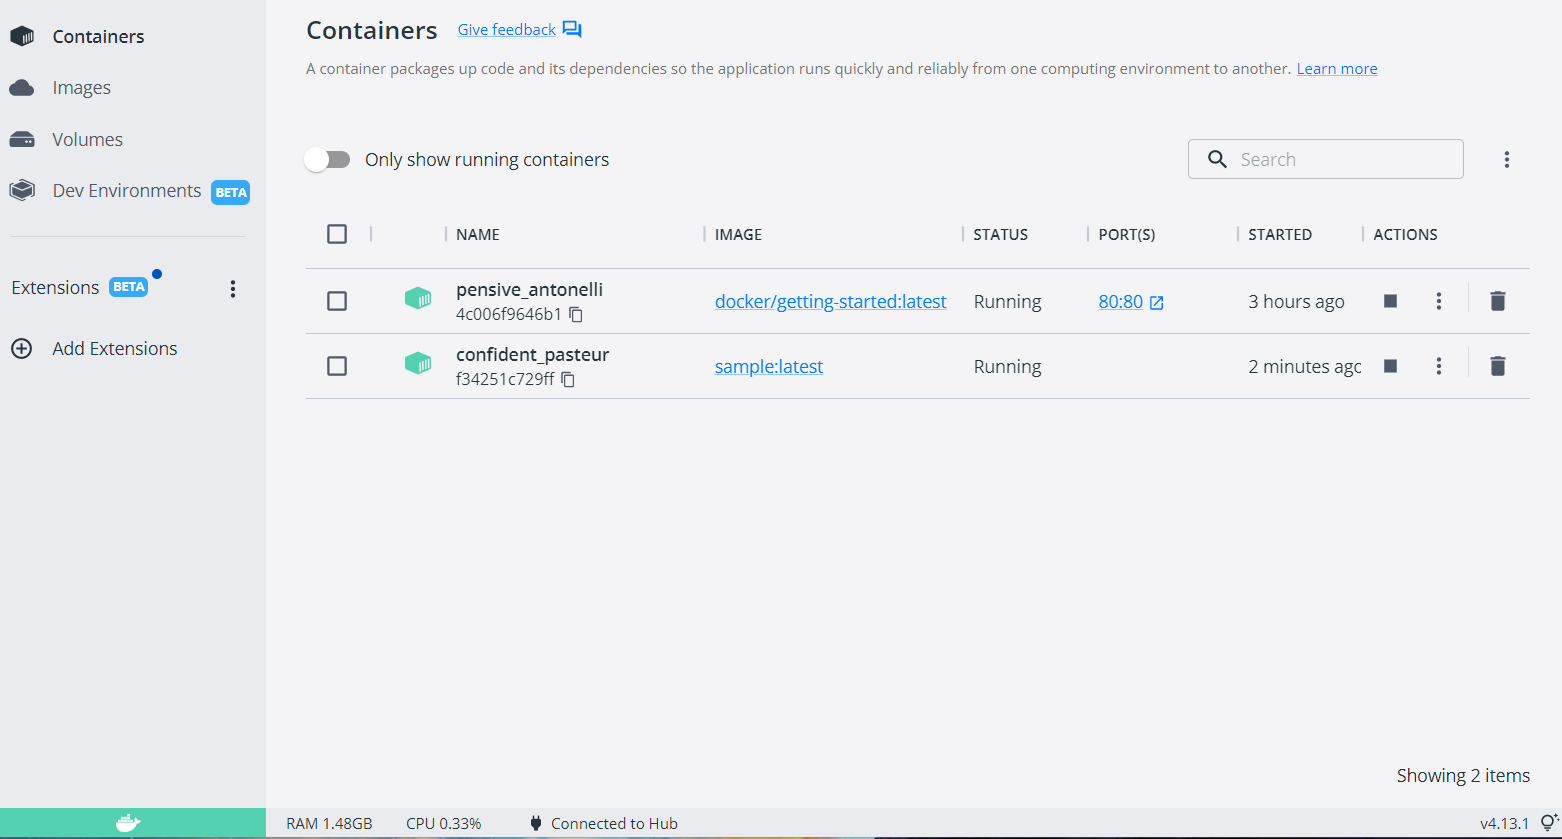 Containers
Images
Volumes
Dev Environments BETA
Extensions BETA
Add Extensions
Containers Give feedback
A container packages up code and its dependencies so the application runs quickly and reliably from one computing environment to another. Learn more
Only show running containers
Search
NAME IMAGE STATUS PORT(S) STARTED ACTIONS
pensive_antonelli
4c006f9646b1
docker/getting-started:latest Running 80:80 3 hours ago
confident_pasteur
f34251c729ff
sample:latest Running 2 minutes ago
Showing 2 items
RAM 1.48GB CPU 0.33% Connected to Hub v4.13.1